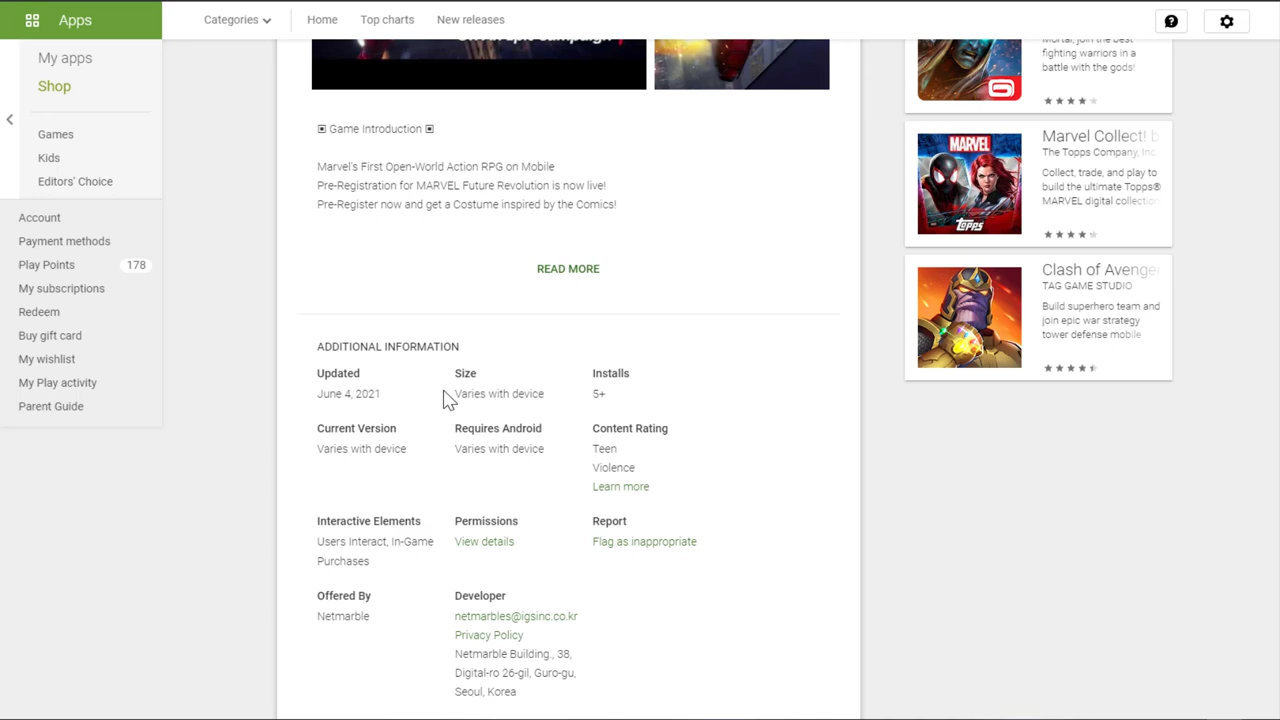 Apps
Categories
Home
Top charts
New releases
My apps
Shop
Games
Kids
Editors' Choice
Account
Payment methods
Play Points 178
My subscriptions
Redeem
Buy gift card
My wishlist
My Play activity
Parent Guide
▣ Game Introduction ▣
Marvel's First Open-World Action RPG on Mobile
Pre-Registration for MARVEL Future Revolution is now live!
Pre-Register now and get a Costume inspired by the Comics!
READ MORE
ADDITIONAL INFORMATION
Updated
June 4, 2021
Size
Varies with device
Installs
5+
Current Version
Varies with device
Requires Android
Varies with device
Content Rating
Teen
Violence
Learn more
Interactive Elements
Users Interact, In-Game
Purchases
Permissions
View details
Report
Flag as inappropriate
Offered By
Netmarble
Developer
netmarbles@igsinc.co.kr
Privacy Policy
Netmarble Building., 38,
Digital-ro 26-gil, Guro-gu,
Seoul, Korea
Mortal, join the best
fighting warriors in a
battle with the gods!
MARVEL
TOPPS
Marvel Collect! b
The Topps Company, Inc.
Collect, trade, and play to
build the ultimate Topps®
MARVEL digital collection
Clash of Avenge
TAG GAME STUDIO
Build superhero team and
join epic war strategy
tower defense mobile